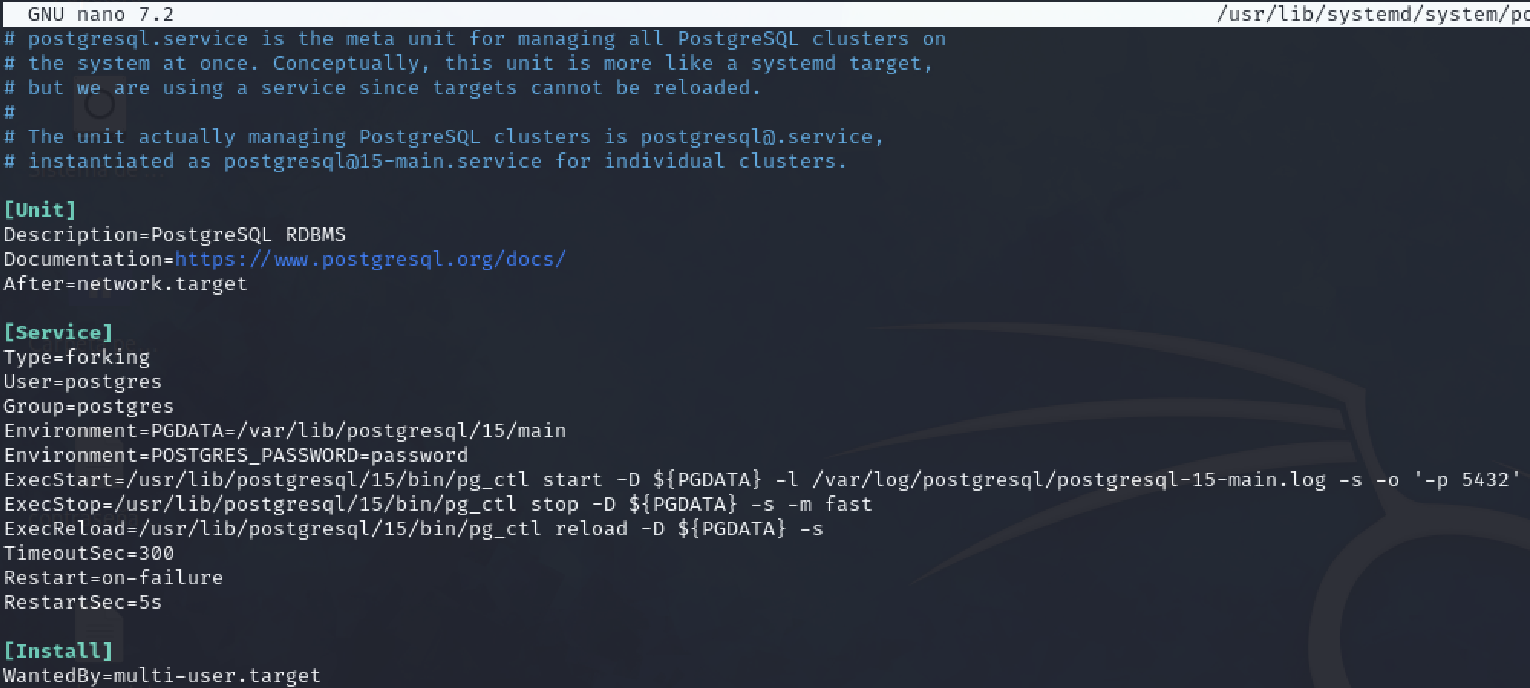 GNU nano 7.2 /usr/lib/systemd/system/po
# postgresql.service is the meta unit for managing all PostgreSQL clusters on
# the system at once. Conceptually, this unit is more like a systemd target,
# but we are using a service since targets cannot be reloaded.
#
# The unit actually managing PostgreSQL clusters is postgresql@.service,
# instantiated as postgresql@15-main.service for individual clusters.
[Unit]
Description=PostgreSQL RDBMS
Documentation=https://www.postgresql.org/docs/
After=network.target
[Service]
Type=forking
User=postgres
Group=postgres
Environment=PGDATA=/var/lib/postgresql/15/main
Environment=POSTGRES_PASSWORD=password
ExecStart=/usr/lib/postgresql/15/bin/pg_ctl start -D ${PGDATA} -l /var/log/postgresql/postgresql-15-main.log -s -o '-p 5432'
ExecStop=/usr/lib/postgresql/15/bin/pg_ctl stop -D ${PGDATA} -s -m fast
ExecReload=/usr/lib/postgresql/15/bin/pg_ctl reload -D ${PGDATA} -s
TimeoutSec=300
Restart=on-failure
RestartSec=5s
[Install]
WantedBy=multi-user.target